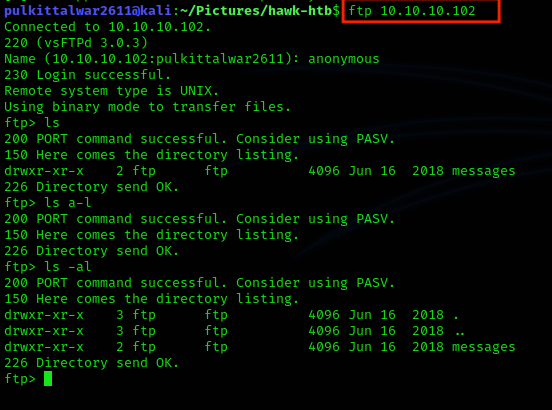 pulkittalwar2611@kali:~/Pictures/hawk-htb$ ftp 10.10.10.102
Connected to 10.10.10.102.
220 (vsFTPd 3.0.3)
Name (10.10.10.102:pulkittalwar2611): anonymous
230 Login successful.
Remote system type is UNIX.
Using binary mode to transfer files.
ftp> ls
200 PORT command successful. Consider using PASV.
150 Here comes the directory listing.
drwxr-xr-x    2 ftp      ftp          4096 Jun 16  2018 messages
226 Directory send OK.
ftp> ls a-l
200 PORT command successful. Consider using PASV.
150 Here comes the directory listing.
226 Directory send OK.
ftp> ls -al
200 PORT command successful. Consider using PASV.
150 Here comes the directory listing.
drwxr-xr-x    3 ftp      ftp          4096 Jun 16  2018 .
drwxr-xr-x    3 ftp      ftp          4096 Jun 16  2018 ..
drwxr-xr-x    2 ftp      ftp          4096 Jun 16  2018 messages
226 Directory send OK.
ftp>